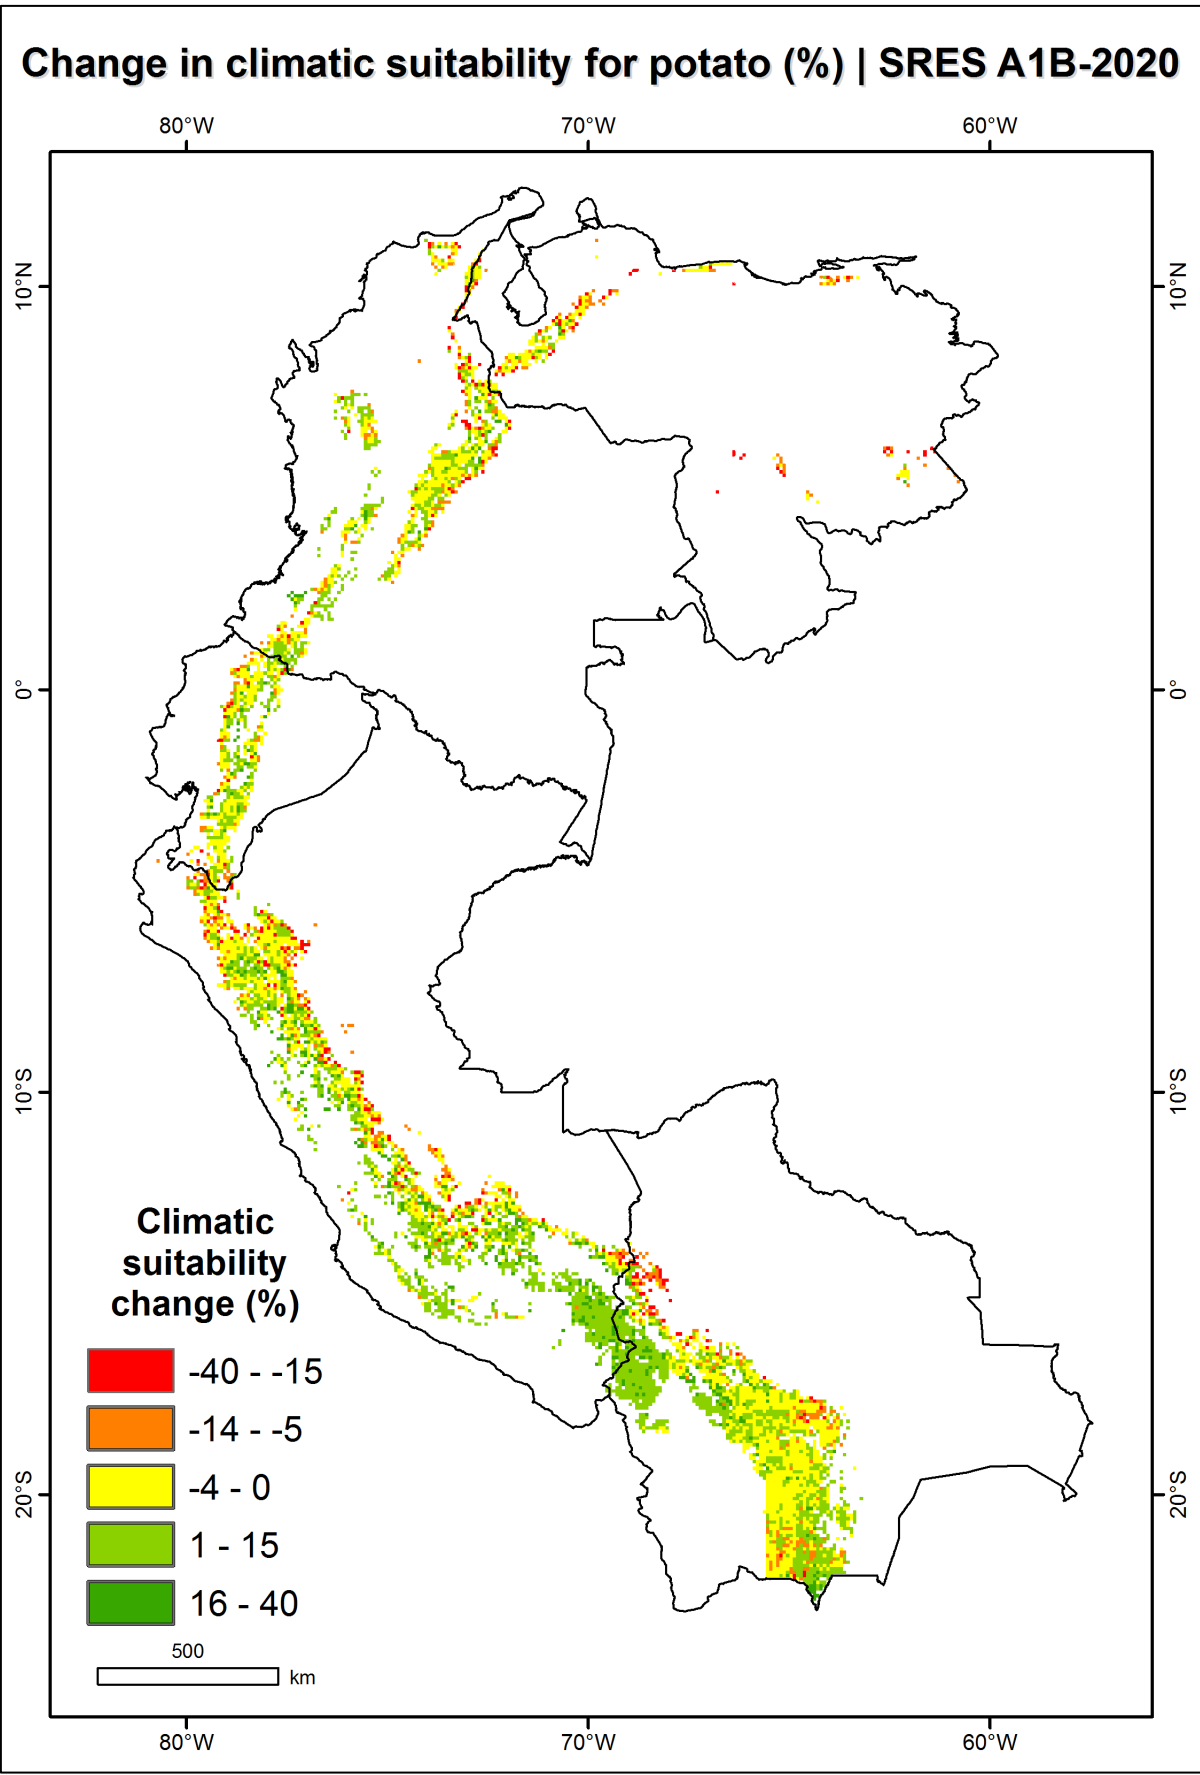 Change in climatic suitability for potato (%) | SRES A1B-2020
80°W 70°W 60°W
10°N 10°N
0° 0°
10°S 10°S
Climatic
suitability
change (%)
-40 - -15
-14 - -5
-4 - 0
1 - 15
16 - 40
20°S 20°S
500
km
80°W 70°W 60°W